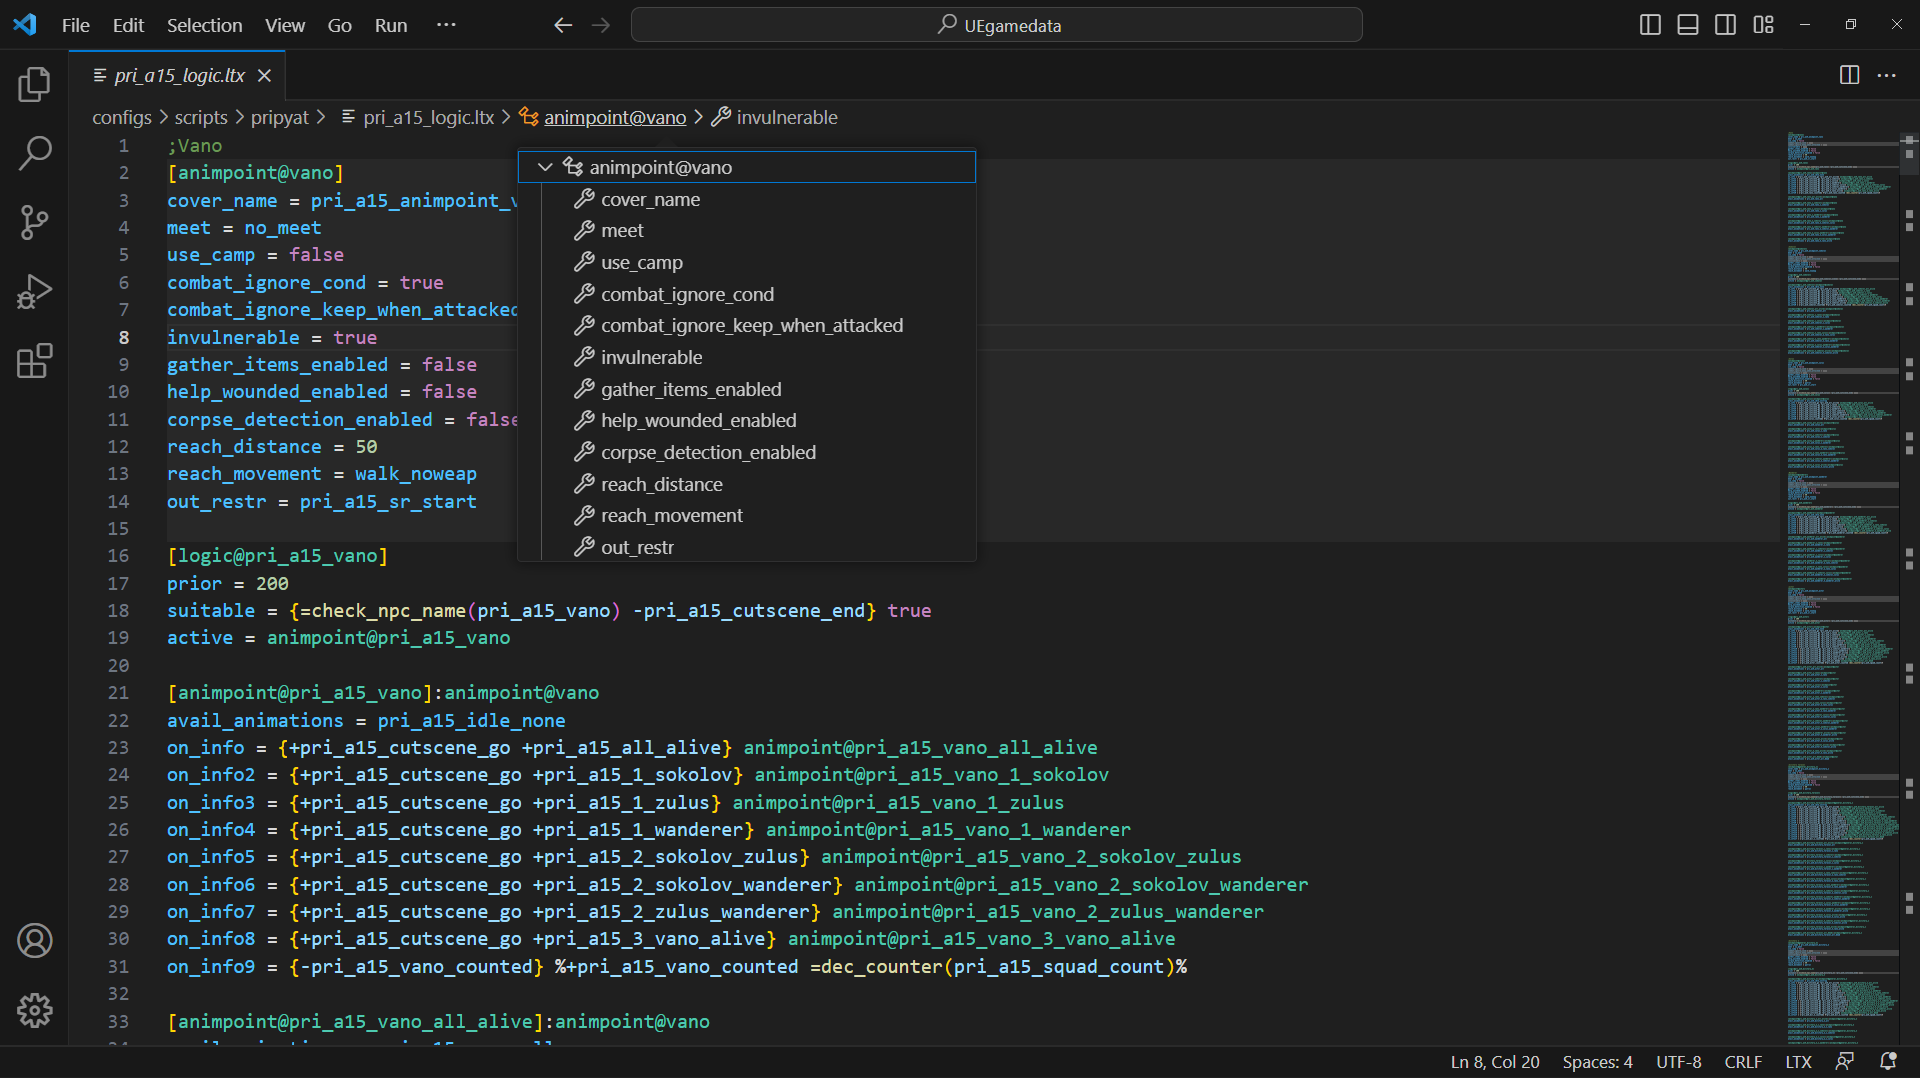 File Edit Selection View Go Run ···
UEgamedata
pri_a15_logic.ltx
configs > scripts > pripyat > pri_a15_logic.ltx > animpoint@vano > invulnerable
1 ;Vano
2 [animpoint@vano]
3 cover_name = pri_a15_animpoint_v
4 meet = no_meet
5 use_camp = false
6 combat_ignore_cond = true
7 combat_ignore_keep_when_attacked
8 invulnerable = true
9 gather_items_enabled = false
10 help_wounded_enabled = false
11 corpse_detection_enabled = false
12 reach_distance = 50
13 reach_movement = walk_noweap
14 out_restr = pri_a15_sr_start
15
16 [logic@pri_a15_vano]
17 prior = 200
18 suitable = {=check_npc_name(pri_a15_vano) -pri_a15_cutscene_end} true
19 active = animpoint@pri_a15_vano
20
21 [animpoint@pri_a15_vano]:animpoint@vano
22 avail_animations = pri_a15_idle_none
23 on_info = {+pri_a15_cutscene_go +pri_a15_all_alive} animpoint@pri_a15_vano_all_alive
24 on_info2 = {+pri_a15_cutscene_go +pri_a15_1_sokolov} animpoint@pri_a15_vano_1_sokolov
25 on_info3 = {+pri_a15_cutscene_go +pri_a15_1_zulus} animpoint@pri_a15_vano_1_zulus
26 on_info4 = {+pri_a15_cutscene_go +pri_a15_1_wanderer} animpoint@pri_a15_vano_1_wanderer
27 on_info5 = {+pri_a15_cutscene_go +pri_a15_2_sokolov_zulus} animpoint@pri_a15_vano_2_sokolov_zulus
28 on_info6 = {+pri_a15_cutscene_go +pri_a15_2_sokolov_wanderer} animpoint@pri_a15_vano_2_sokolov_wanderer
29 on_info7 = {+pri_a15_cutscene_go +pri_a15_2_zulus_wanderer} animpoint@pri_a15_vano_2_zulus_wanderer
30 on_info8 = {+pri_a15_cutscene_go +pri_a15_3_vano_alive} animpoint@pri_a15_vano_3_vano_alive
31 on_info9 = {-pri_a15_vano_counted} %+pri_a15_vano_counted =dec_counter(pri_a15_squad_count)%
32
33 [animpoint@pri_a15_vano_all_alive]:animpoint@vano
animpoint@vano
cover_name
meet
use_camp
combat_ignore_cond
combat_ignore_keep_when_attacked
invulnerable
gather_items_enabled
help_wounded_enabled
corpse_detection_enabled
reach_distance
reach_movement
out_restr
Ln 8, Col 20 Spaces: 4 UTF-8 CRLF LTX